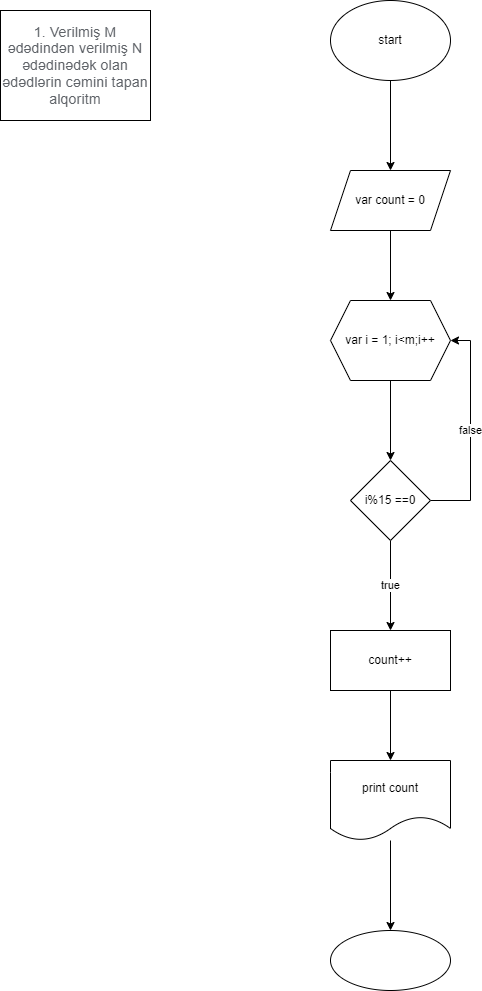 1. Verilmiş M
ədədindən verilmiş N
ədədinədək olan
ədədlərin cəmini tapan
alqoritm
start
var count = 0
var i = 1; i<m;i++
false
i%15 ==0
true
count++
print count